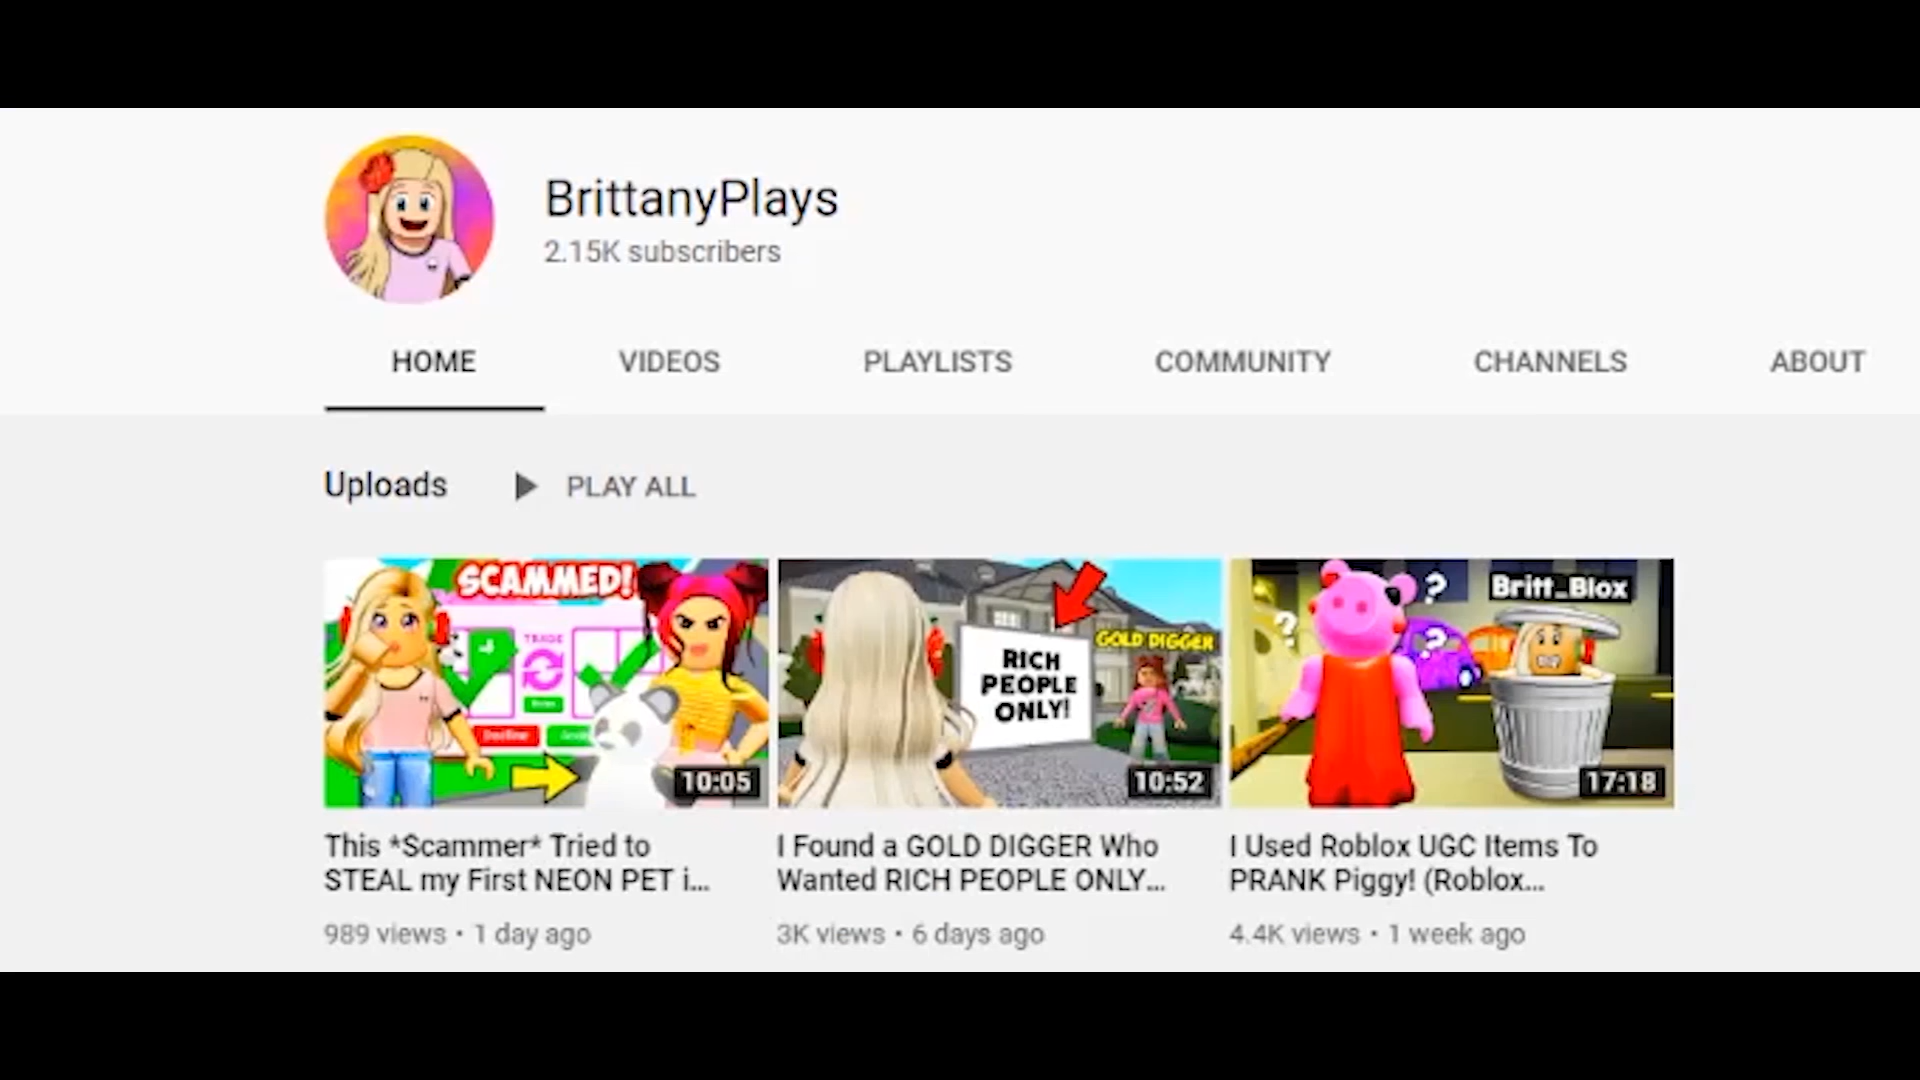 BrittanyPlays
2.15K subscribers
HOME VIDEOS PLAYLISTS COMMUNITY CHANNELS ABOUT
Uploads PLAY ALL
SCAMMED!
TRADE
Decline
10:05
RICH
PEOPLE
ONLY!
GOLD DIGGER
10:52
? ? ?
Britt_Blox
17:18
This *Scammer* Tried to
STEAL my First NEON PET i...
989 views • 1 day ago
I Found a GOLD DIGGER Who
Wanted RICH PEOPLE ONLY...
3K views • 6 days ago
I Used Roblox UGC Items To
PRANK Piggy! (Roblox...
4.4K views • 1 week ago